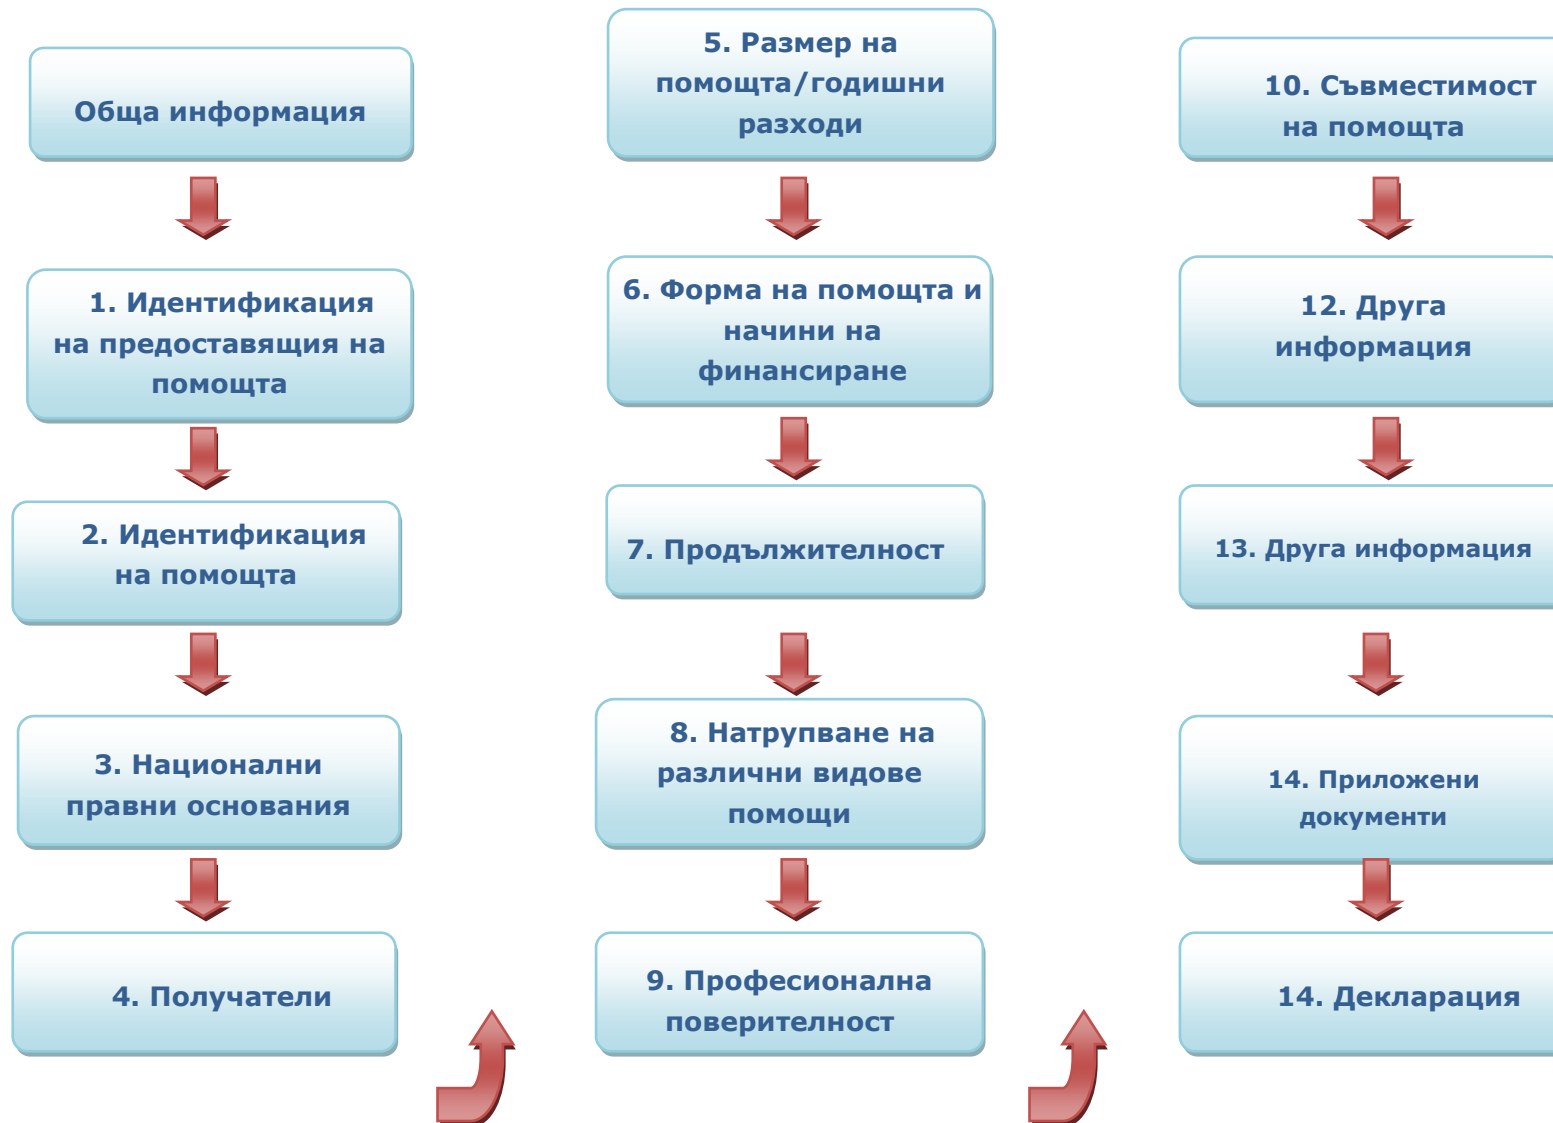 Обща информация
1. Идентификация
на предоставящия на
помощта
2. Идентификация
на помощта
3. Национални
правни основания
4. Получатели
5. Размер на
помощта/годишни
разходи
6. Форма на помощта и
начини на
финансиране
7. Продължителност
8. Натрупване на
различни видове
помощи
9. Професионална
поверителност
10. Съвместимост
на помощта
12. Друга
информация
13. Друга информация
14. Приложени
документи
14. Декларация